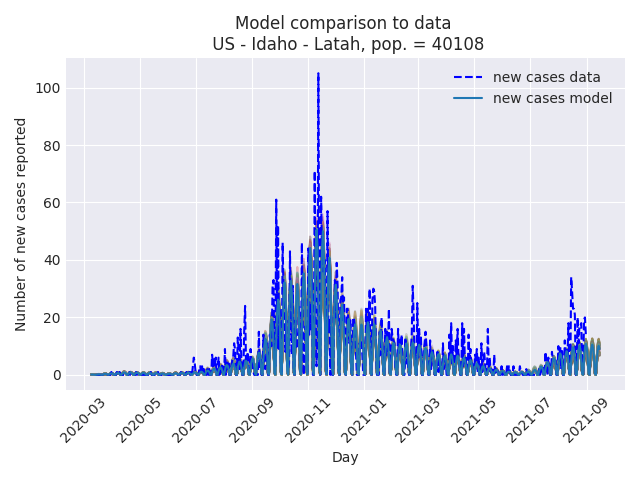 Model comparison to data
US - Idaho - Latah, pop. = 40108
new cases data
new cases model
Number of new cases reported
100
80
60
40
20
0
2020-03
2020-05
2020-07
2020-09
2020-11
2021-01
2021-03
2021-05
2021-07
2021-09
Day